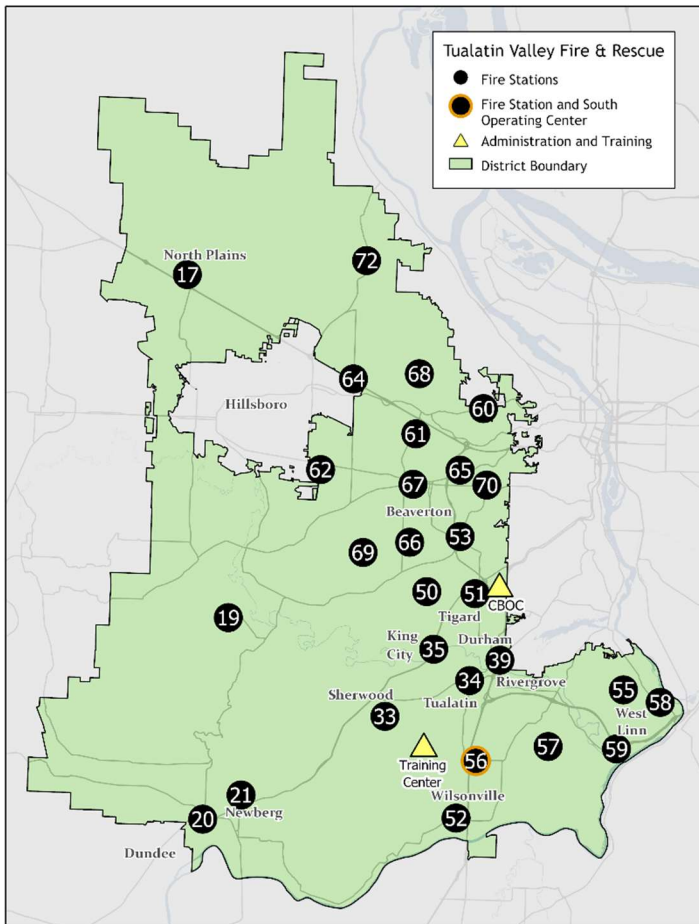 Tualatin Valley Fire & Rescue
Fire Stations
Fire Station and South
Operating Center
Administration and Training
District Boundary
North Plains
72
17
64
68
Hillsboro
60
61
62
65
67
70
Beaverton
53
66
69
50
51
CBOC
Tigard
19
King
City
35
Durham
39
34
Rivergrove
Tualatin
Sherwood
33
55
58
West
Linn
57
59
Training
Center
56
21
Newberg
Wilsonville
20
52
Dundee